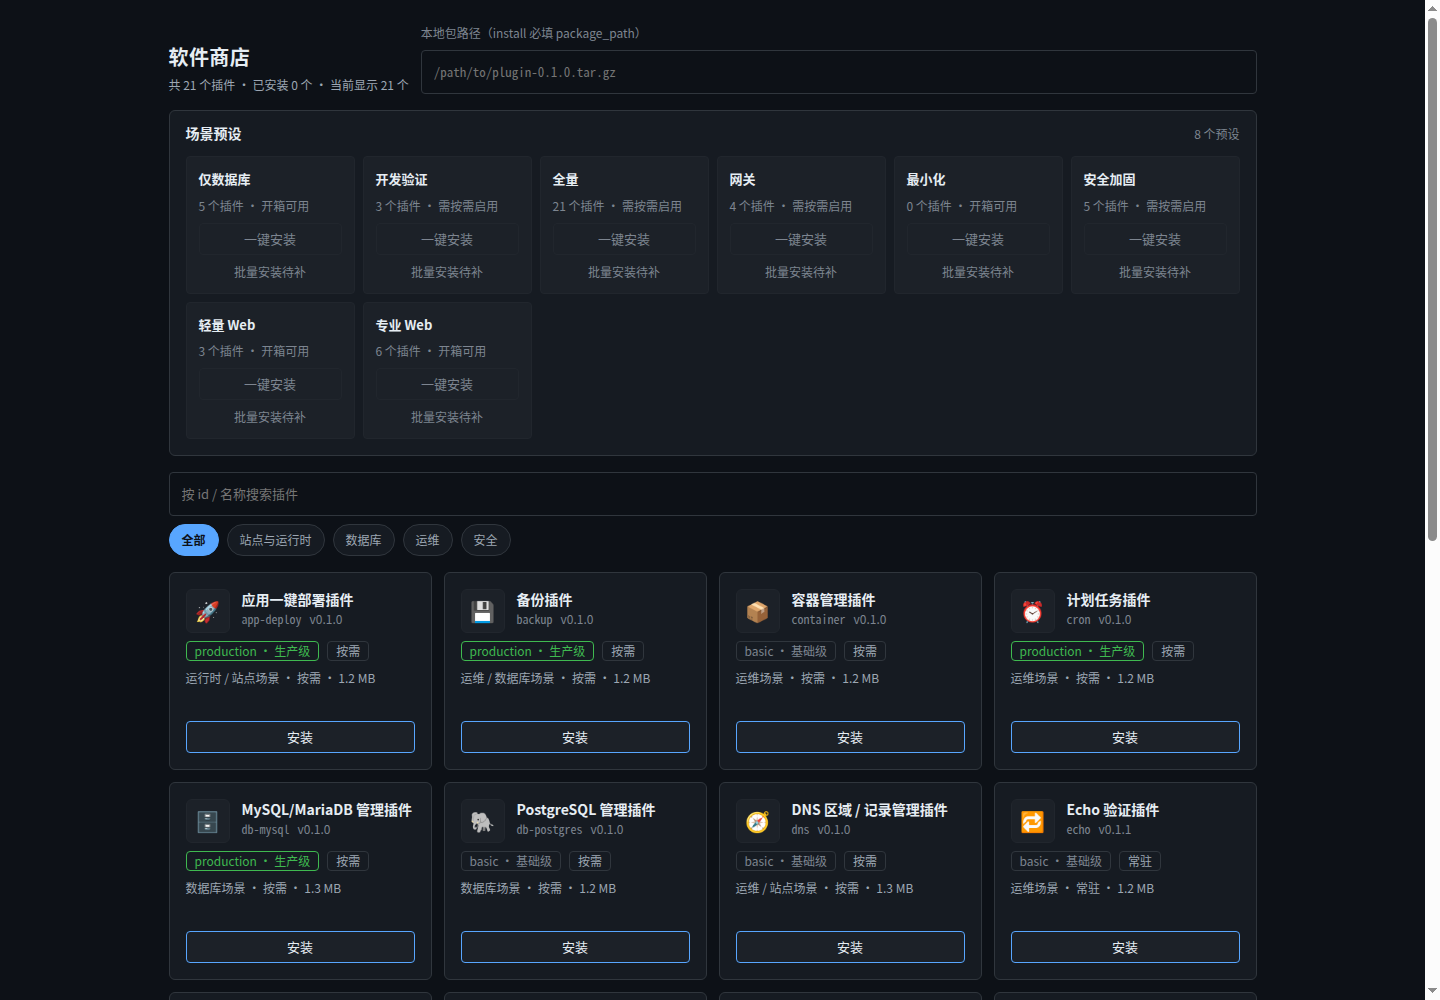 本地包路径（install 必填 package_path）
软件商店
共 21 个插件 · 已安装 0 个 · 当前显示 21 个
/path/to/plugin-0.1.0.tar.gz
场景预设
8 个预设
仅数据库
5 个插件 · 开箱可用
一键安装
批量安装待补
开发验证
3 个插件 · 需按需启用
一键安装
批量安装待补
全量
21 个插件 · 需按需启用
一键安装
批量安装待补
网关
4 个插件 · 需按需启用
一键安装
批量安装待补
最小化
0 个插件 · 开箱可用
一键安装
批量安装待补
安全加固
5 个插件 · 需按需启用
一键安装
批量安装待补
轻量 Web
3 个插件 · 开箱可用
一键安装
批量安装待补
专业 Web
6 个插件 · 开箱可用
一键安装
批量安装待补
按 id / 名称搜索插件
全部
站点与运行时
数据库
运维
安全
应用一键部署插件
app-deploy v0.1.0
production · 生产级
按需
运行时 / 站点场景 · 按需 · 1.2 MB
安装
备份插件
backup v0.1.0
production · 生产级
按需
运维 / 数据库场景 · 按需 · 1.2 MB
安装
容器管理插件
container v0.1.0
basic · 基础级
按需
运维场景 · 按需 · 1.2 MB
安装
计划任务插件
cron v0.1.0
production · 生产级
按需
运维场景 · 按需 · 1.2 MB
安装
MySQL/MariaDB 管理插件
db-mysql v0.1.0
production · 生产级
按需
数据库场景 · 按需 · 1.3 MB
安装
PostgreSQL 管理插件
db-postgres v0.1.0
basic · 基础级
按需
数据库场景 · 按需 · 1.2 MB
安装
DNS 区域 / 记录管理插件
dns v0.1.0
basic · 基础级
按需
运维 / 站点场景 · 按需 · 1.3 MB
安装
Echo 验证插件
echo v0.1.1
basic · 基础级
常驻
运维场景 · 常驻 · 1.2 MB
安装